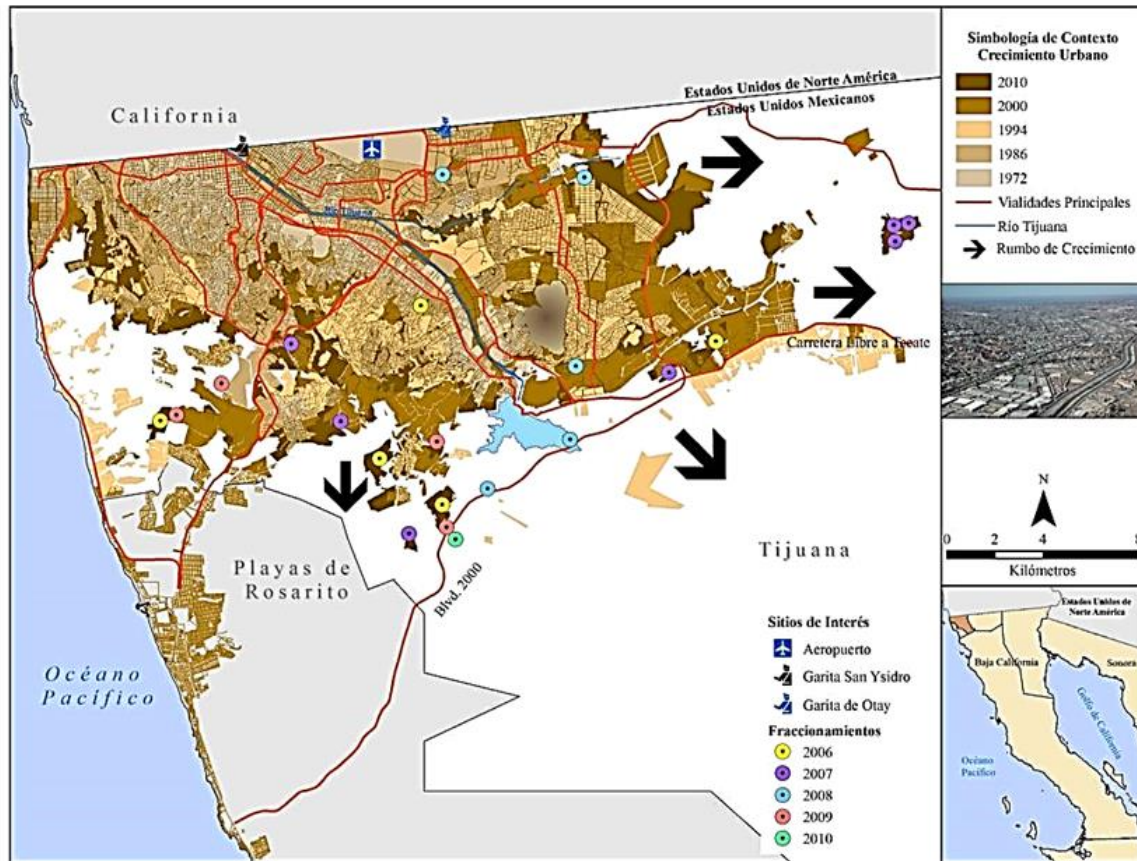 California
Estados Unidos de Norte América
Estados Unidos Mexicanos
Río Tijuana
Carretera Libre a Tecate
Tijuana
Playas de
Rosarito
Blvd. 2000
Océano
Pacífico
Sitios de Interés
Aeropuerto
Garita San Ysidro
Garita de Otay
Fraccionamientos
2006
2007
2008
2009
2010
Simbología de Contexto
Crecimiento Urbano
2010
2000
1994
1986
1972
Vialidades Principales
Río Tijuana
Rumbo de Crecimiento
N
0 2 4 8
Kilómetros
Estados Unidos de
Norte América
Baja California
Sonora
Golfo de California
Océano
Pacífico